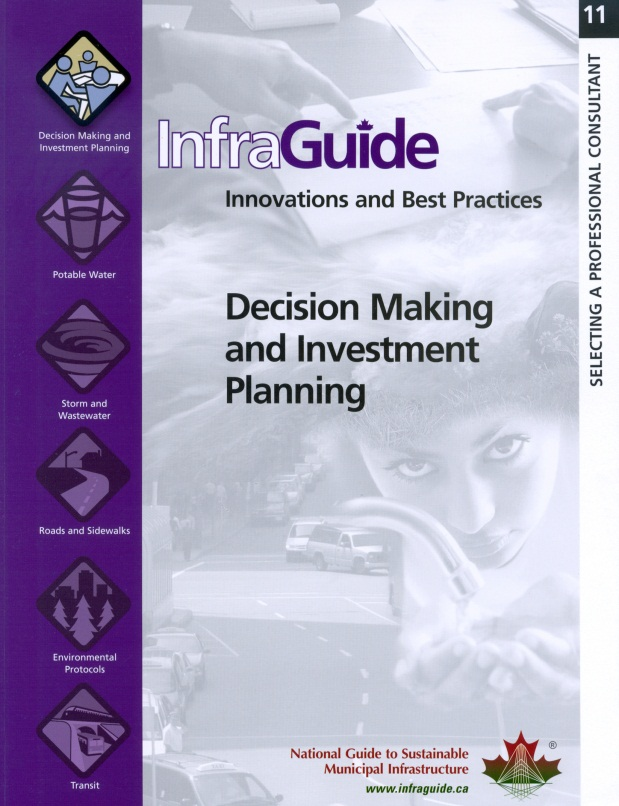 11
SELECTING A PROFESSIONAL CONSULTANT
Decision Making and
Investment Planning
Potable Water
Storm and
Wastewater
Roads and Sidewalks
Environmental
Protocols
Transit
InfraGuide
Innovations and Best Practices
Decision Making
and Investment
Planning
National Guide to Sustainable
Municipal Infrastructure
www.infraguide.ca
®